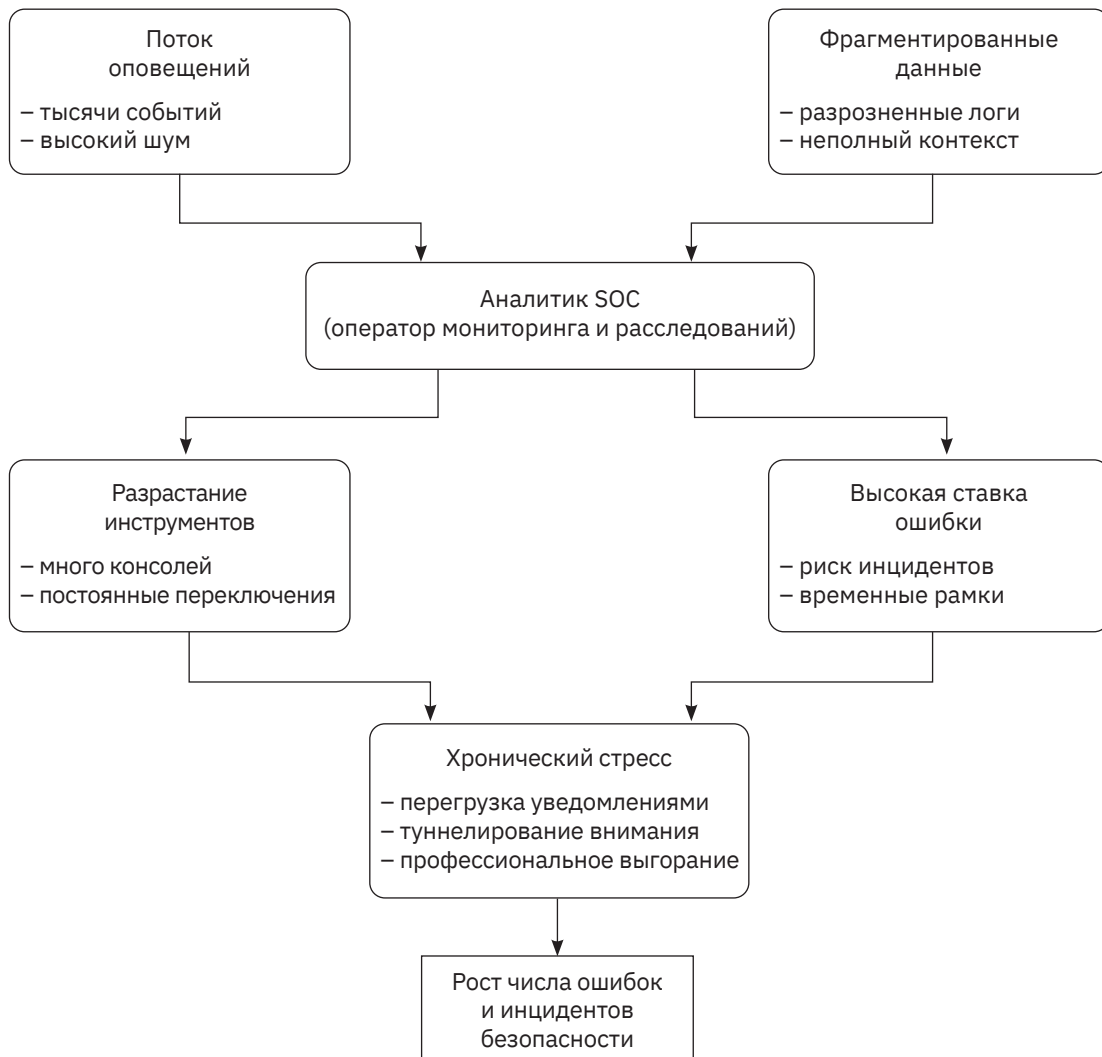 Поток
оповещений
– тысячи событий
– высокий шум
Фрагментированные
данные
– разрозненные логи
– неполный контекст
Аналитик SOC
(оператор мониторинга и расследований)
Разрастание
инструментов
– много консолей
– постоянные переключения
Высокая ставка
ошибки
– риск инцидентов
– временные рамки
Хронический стресс
– перегрузка уведомлениями
– туннелирование внимания
– профессиональное выгорание
Рост числа ошибок
и инцидентов
безопасности